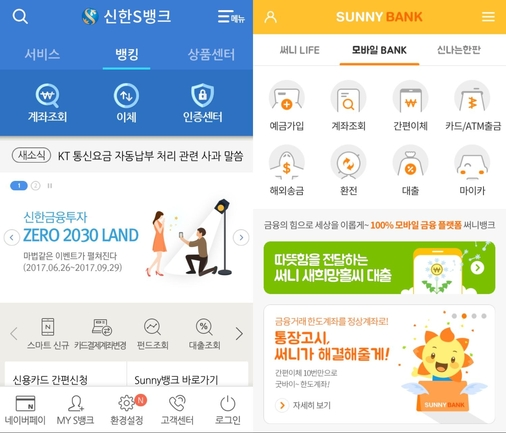 신한S뱅크
메뉴
서비스
뱅킹
상품센터
계좌조회
이체
인증센터
새소식
KT 통신요금 자동납부 처리 관련 사과 말씀
1
2
신한금융투자
ZERO 2030 LAND
마법같은 이벤트가 펼쳐진다
(2017.06.26~2017.09.29)
스마트 신규
카드결제계좌변경
펀드조회
대출조회
신용카드 간편신청
Sunny뱅크 바로가기
N
네이버페이
MY S뱅크
환경설정
고객센터
로그인
SUNNY BANK
써니 LIFE
모바일 BANK
신나는한판
예금가입
계좌조회
간편이체
카드/ATM출금
해외송금
환전
대출
마이카
금융의 힘으로 세상을 이롭게~ 100% 모바일 금융 플랫폼 써니뱅크
따뜻함을 전달하는
써니 새희망홀씨 대출
금융거래 한도계좌를 정상계좌로!
통장고시,
써니가 해결해줄게!
간편이체 10번만으로
굿바이~ 한도계좌!
자세히 보기
SUNNY BANK